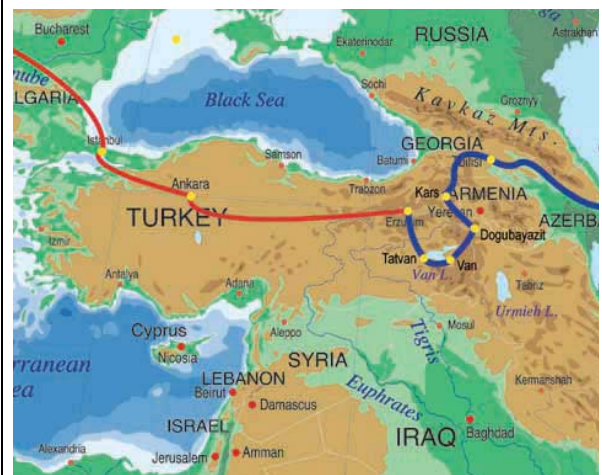 Bucharest
RUSSIA
Astrakhan
Ekaterinodar
nube
LGARIA
Sochi
Black Sea
Kavkaz Mts.
Groznyy
GEORGIA
Istanbul
Samson
Batumi
Tbilisi
Ankara
Trabzon
Kars
ARMENIA
TURKEY
Erzurum
Yerevan
AZERB
Izmir
Dogubayazit
Tatvan
Van
Van L.
Antalya
Adana
Tabriz
Urmieh L.
Aleppo
Mosul
Cyprus
Nicosia
SYRIA
Tigris
rranean
ea
LEBANON
Kermanshah
Beirut
Damascus
Euphrates
ISRAEL
IRAQ
Baghdad
Alexandria
Jerusalem
Amman